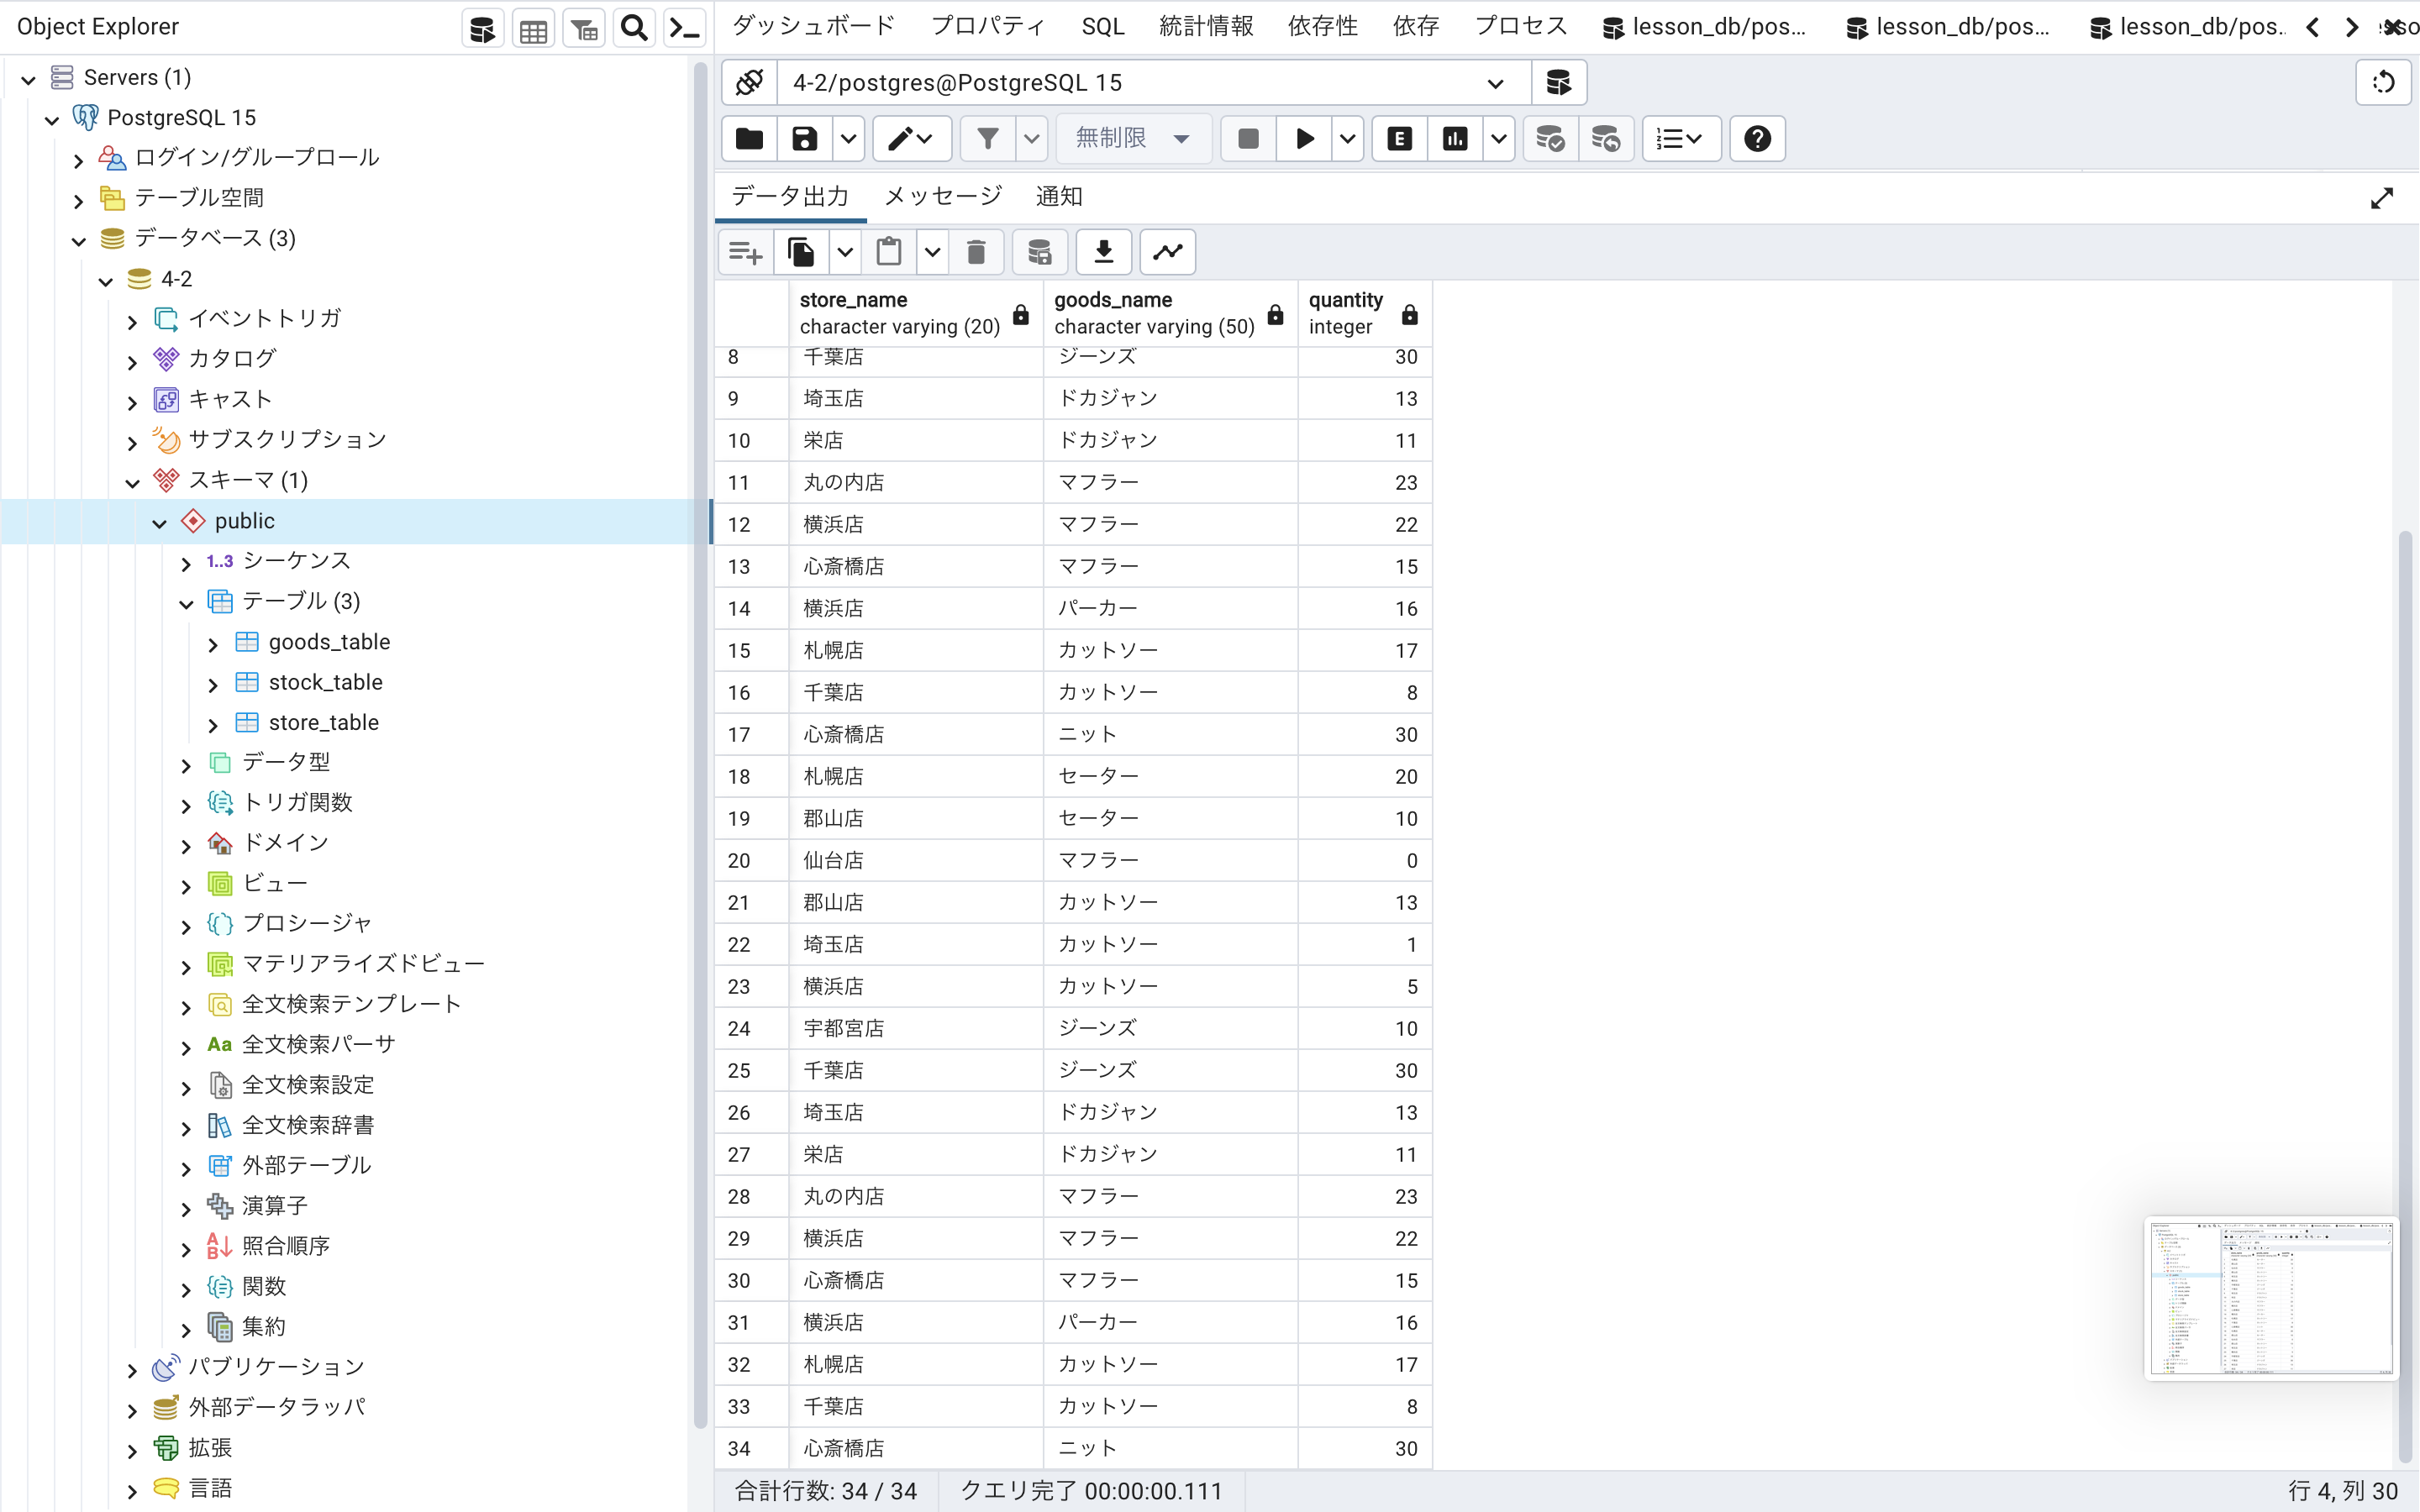 Object Explorer
Servers (1)
PostgreSQL 15
ログイン/グループロール
テーブル空間
データベース (3)
4-2
イベントトリガ
カタログ
キャスト
サブスクリプション
スキーマ (1)
public
1..3 シーケンス
テーブル (3)
goods_table
stock_table
store_table
データ型
トリガ関数
ドメイン
ビュー
プロシージャ
マテリアライズドビュー
全文検索テンプレート
Aa 全文検索パーサ
全文検索設定
全文検索辞書
外部テーブル
演算子
照合順序
関数
集約
パブリケーション
外部データラッパ
拡張
言語
ダッシュボード プロパティ SQL 統計情報 依存性 依存 プロセス lesson_db/pos... lesson_db/pos... lesson_db/pos..
4-2/postgres@PostgreSQL 15
無制限 E
データ出力 メッセージ 通知
store_name goods_name quantity
character varying (20) character varying (50) integer
8 千葉店 ジーンズ 30
9 埼玉店 ドカジャン 13
10 栄店 ドカジャン 11
11 丸の内店 マフラー 23
12 横浜店 マフラー 22
13 心斎橋店 マフラー 15
14 横浜店 パーカー 16
15 札幌店 カットソー 17
16 千葉店 カットソー 8
17 心斎橋店 ニット 30
18 札幌店 セーター 20
19 郡山店 セーター 10
20 仙台店 マフラー 0
21 郡山店 カットソー 13
22 埼玉店 カットソー 1
23 横浜店 カットソー 5
24 宇都宮店 ジーンズ 10
25 千葉店 ジーンズ 30
26 埼玉店 ドカジャン 13
27 栄店 ドカジャン 11
28 丸の内店 マフラー 23
29 横浜店 マフラー 22
30 心斎橋店 マフラー 15
31 横浜店 パーカー 16
32 札幌店 カットソー 17
33 千葉店 カットソー 8
34 心斎橋店 ニット 30
合計行数: 34 / 34 クエリ完了 00:00:00.111 行 4, 列 30